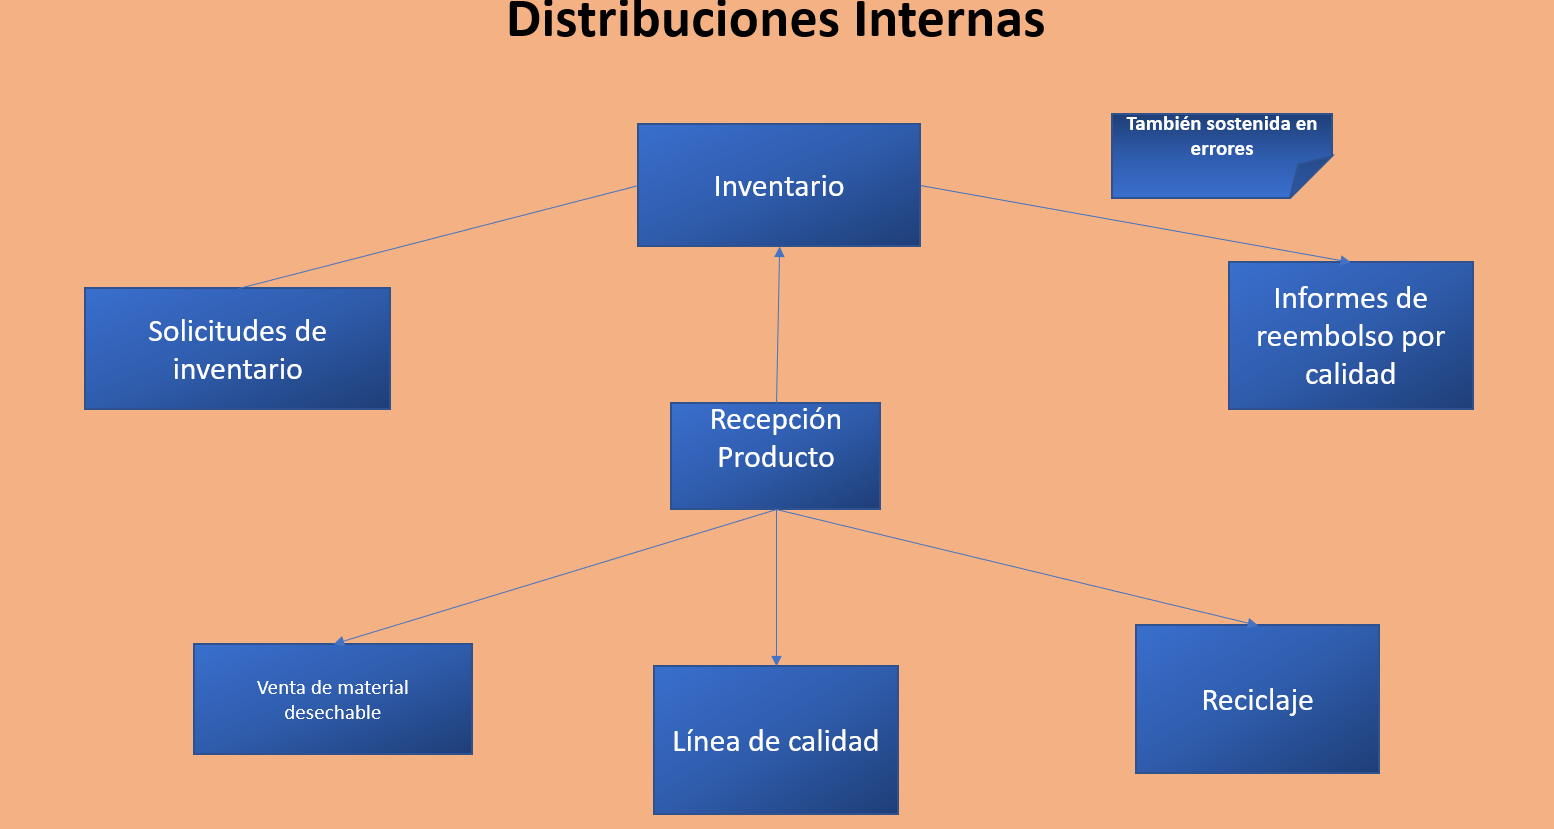 Distribuciones Internas
También sostenida en
errores
Inventario
Solicitudes de
inventario
Informes de
reembolso por
calidad
Recepción
Producto
Venta de material
desechable
Línea de calidad
Reciclaje